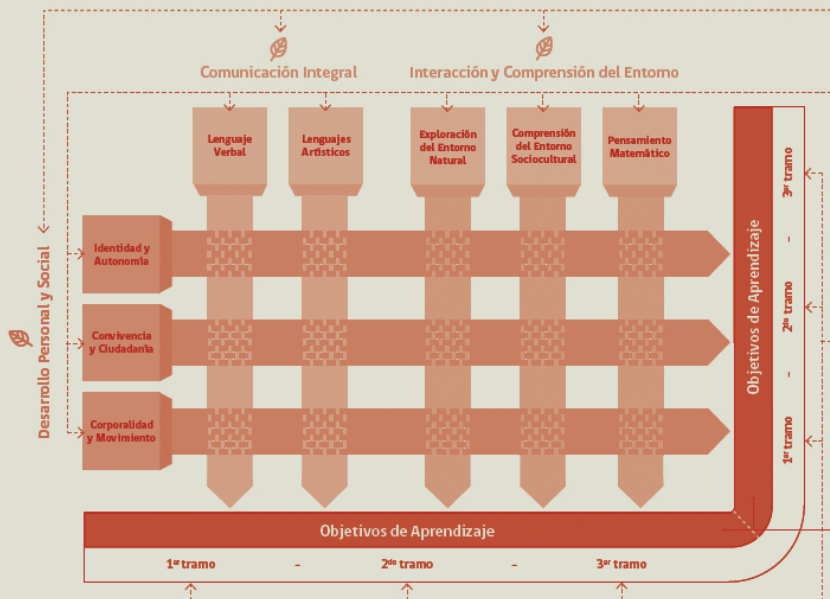 Comunicación Integral
Interacción y Comprensión del Entorno
Lenguaje
Verbal
Lenguajes
Artísticos
Exploración
del Entorno
Natural
Comprensión
del Entorno
Sociocultural
Pensamiento
Matemático
Desarrollo Personal y Social
Identidad y
Autonomía
Convivencia
y Ciudadanía
Corporalidad
y Movimiento
Objetivos de Aprendizaje
1er tramo – 2do tramo – 3er tramo
Objetivos de Aprendizaje
1er tramo – 2do tramo – 3er tramo